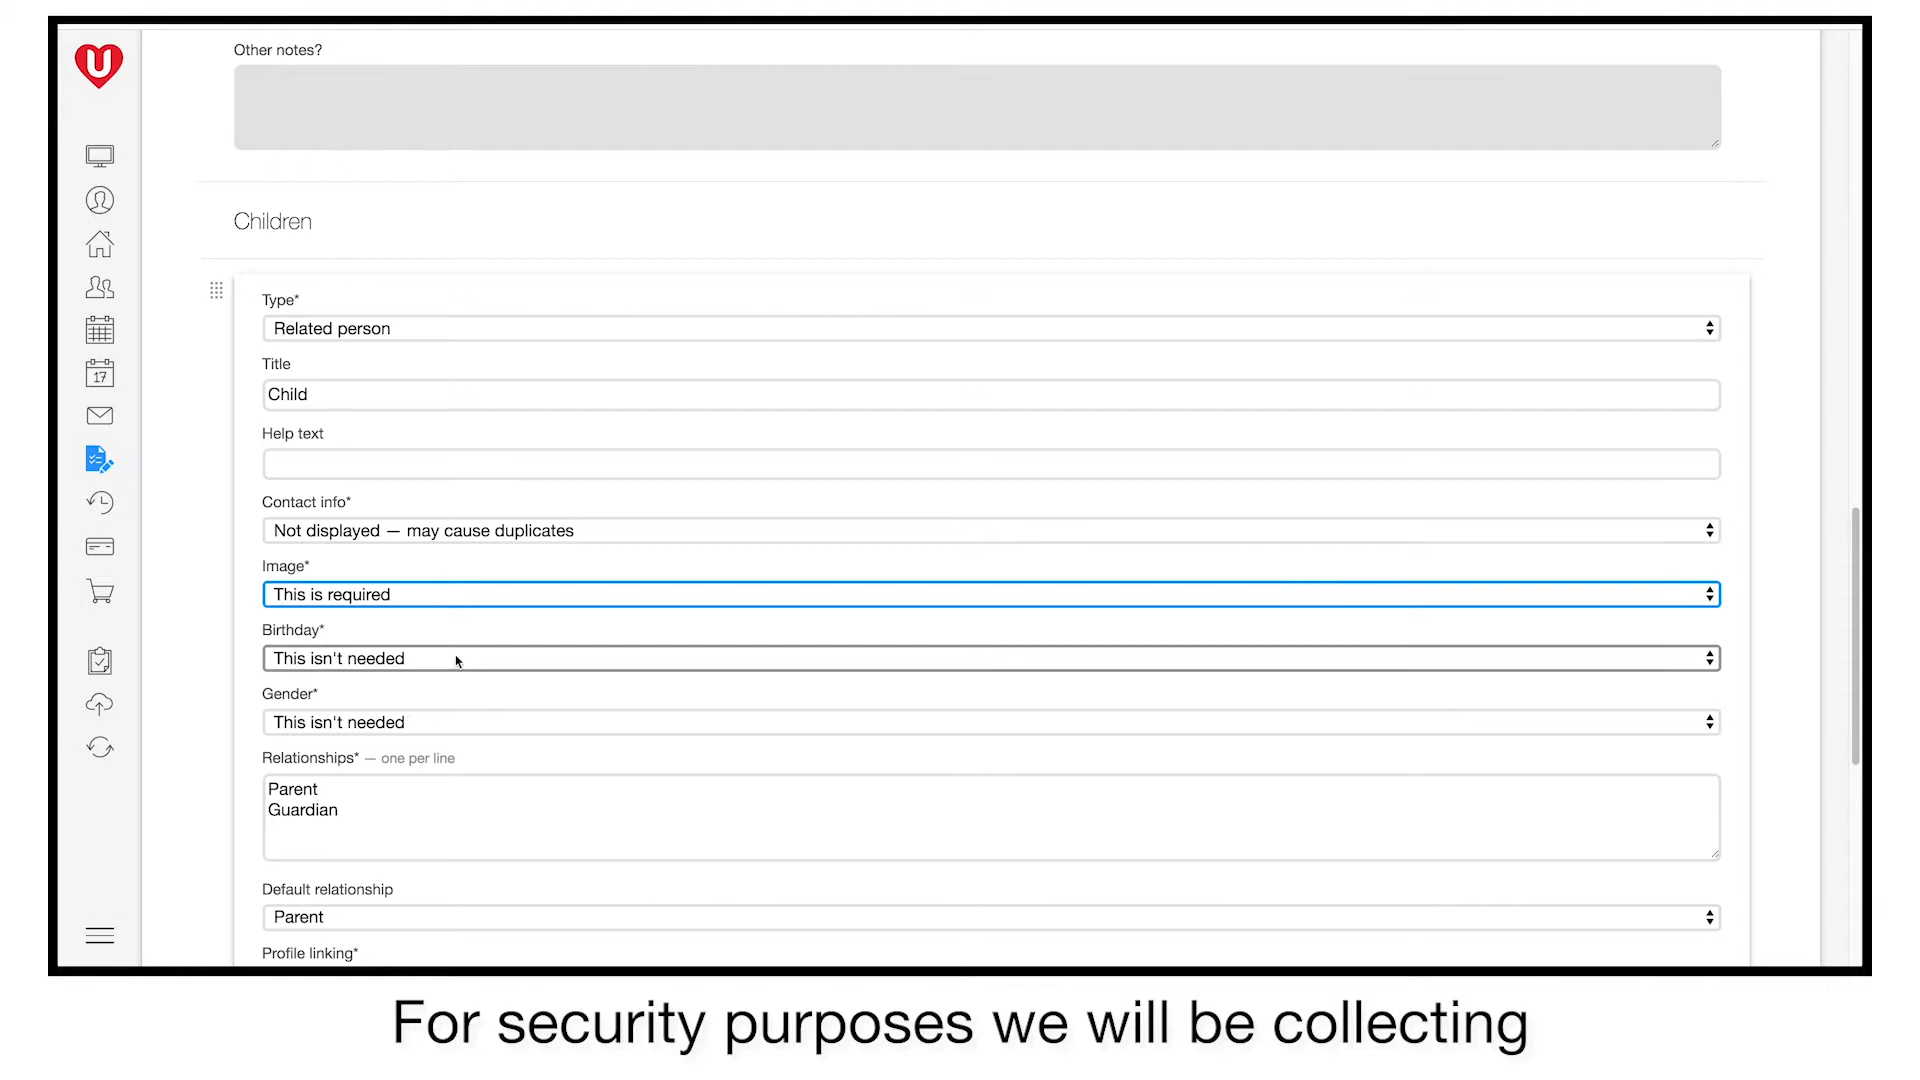 U
Other notes?
Children
Type*
Related person
Title
Child
Help text
Contact info*
Not displayed — may cause duplicates
Image*
This is required
Birthday*
This isn't needed
Gender*
This isn't needed
Relationships* — one per line
Parent
Guardian
Default relationship
Parent
Profile linking*
17
For security purposes we will be collecting